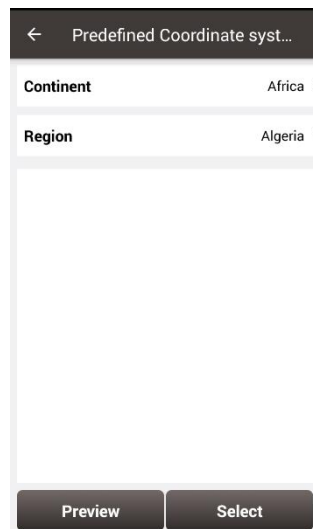 Predefined Coordinate syst...
Continent Africa
Region Algeria
Preview Select